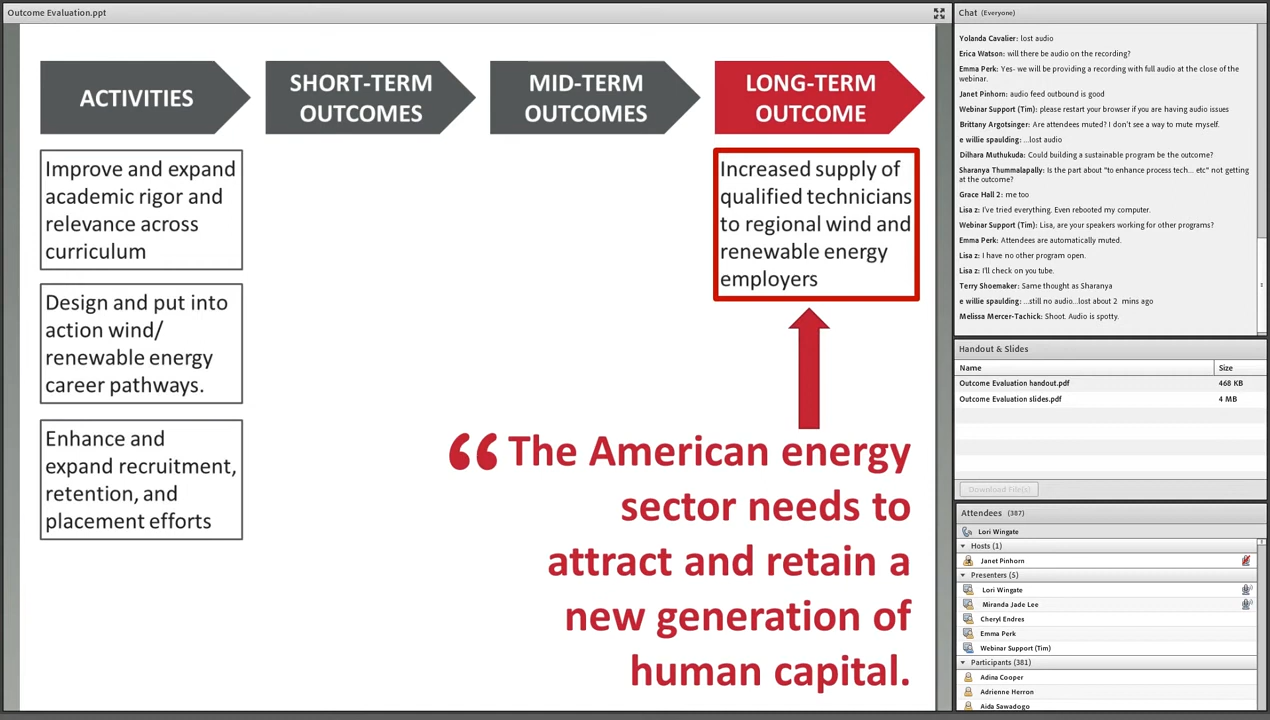 Outcome Evaluation.ppt
ACTIVITIES
SHORT-TERM
OUTCOMES
MID-TERM
OUTCOMES
LONG-TERM
OUTCOME
Improve and expand
academic rigor and
relevance across
curriculum
Design and put into
action wind/
renewable energy
career pathways.
Enhance and
expand recruitment,
retention, and
placement efforts
Increased supply of
qualified technicians
to regional wind and
renewable energy
employers
“ The American energy
sector needs to
attract and retain a
new generation of
human capital.
Chat (Everyone)
Yolanda Cavalier: lost audio
Erica Watson: will there be audio on the recording?
Emma Perk: Yes- we will be providing a recording with full audio at the close of the
webinar.
Janet Pinhorn: audio feed outbound is good
Webinar Support (Tim): please restart your browser if you are having audio issues
Brittany Argotsinger: Are attendees muted? I don't see a way to mute myself.
e willie spaulding: ...lost audio
Dilhara Muthukuda: Could building a sustainable program be the outcome?
Sharanya Thummalapally: Is the part about "to enhance process tech... etc" not getting
at the outcome?
Grace Hall 2: me too
Lisa z: I've tried everything. Even rebooted my computer.
Webinar Support (Tim): Lisa, are your speakers working for other programs?
Emma Perk: Attendees are automatically muted.
Lisa z: I have no other program open.
Lisa z: I'll check on you tube.
Terry Shoemaker: Same thought as Sharanya
e willie spaulding: ...still no audio...lost about 2 mins ago
Melissa Mercer-Tachick: Shoot. Audio is spotty.
Handout & Slides
Name Size
Outcome Evaluation handout.pdf 468 KB
Outcome Evaluation slides.pdf 4 MB
Download File(s)
Attendees (387)
Lori Wingate
Hosts (1)
Janet Pinhorn
Presenters (5)
Lori Wingate
Miranda Jade Lee
Cheryl Endres
Emma Perk
Webinar Support (Tim)
Participants (381)
Adina Cooper
Adrienne Herron
Aida Sawadogo